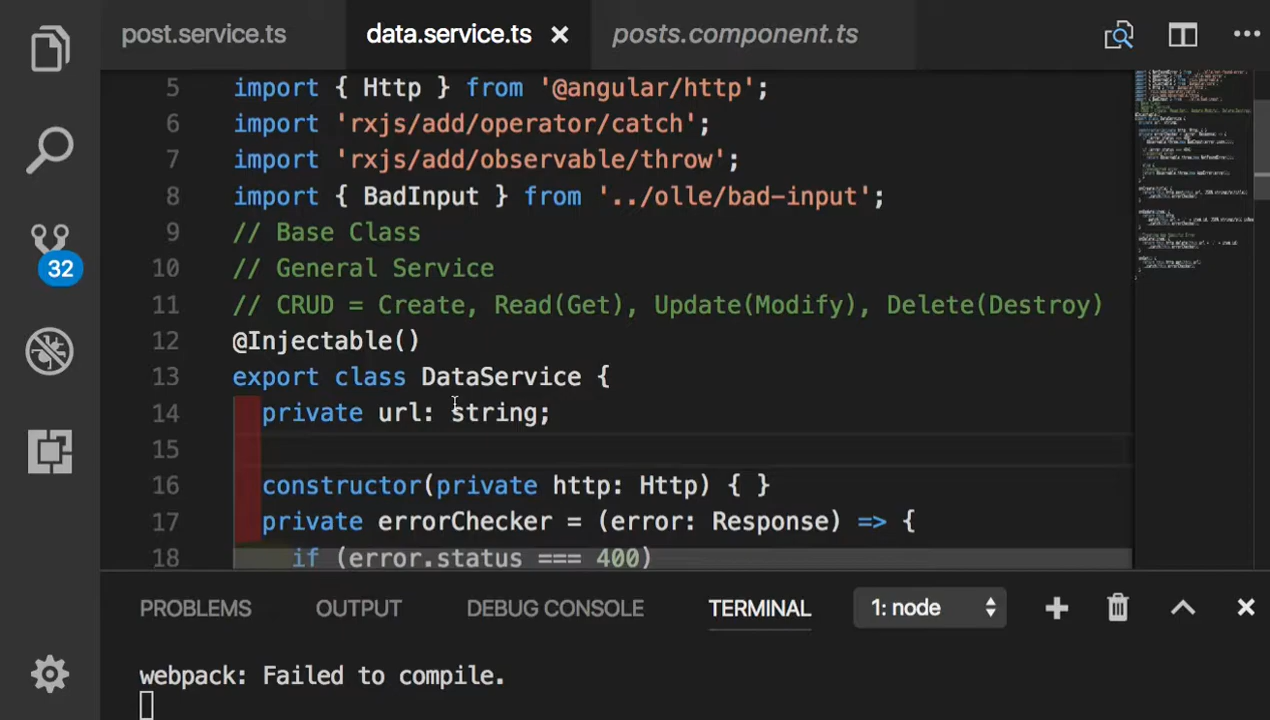 post.service.ts
data.service.ts
posts.component.ts
5 import { Http } from '@angular/http';
6 import 'rxjs/add/operator/catch';
7 import 'rxjs/add/observable/throw';
8 import { BadInput } from '../olle/bad-input';
9 // Base Class
10 // General Service
11 // CRUD = Create, Read(Get), Update(Modify), Delete(Destroy)
12 @Injectable()
13 export class DataService {
14 private url: string;
15
16 constructor(private http: Http) { }
17 private errorChecker = (error: Response) => {
18 if (error.status === 400)
32
PROBLEMS OUTPUT DEBUG CONSOLE TERMINAL 1: node
webpack: Failed to compile.